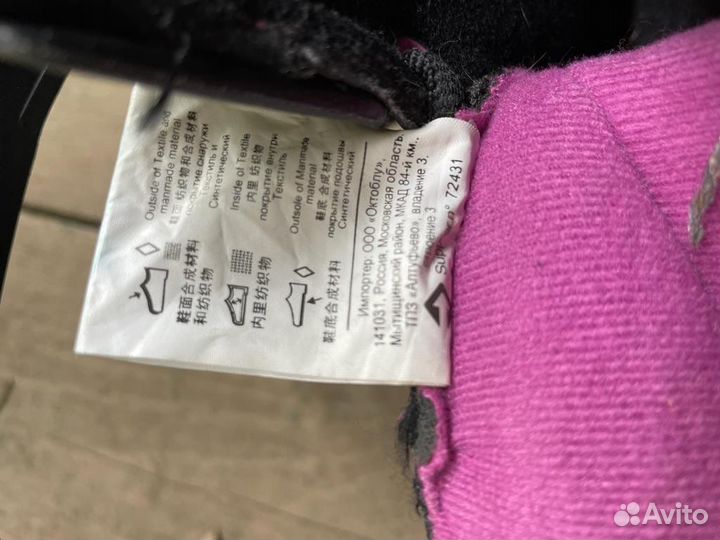 Outside of Textile and
manmade material
鞋面 纺织物和合成材料
покрытие снаружи
Текстиль и
Синтетический
鞋面合成材料
和纺织物
Inside of Textile
内里 纺织物
покрытие внутри
Текстиль
内里纺织物
Outsole of Manmade
material
鞋底 合成材料
покрытие подошвы
Синтетический
鞋底合成材料
Импортер: ООО «Октоблу»,
141031, Россия, Московская область,
Мытищинский район, МКАД 84-й км.,
ТПЗ «Алтуфьево», владение 3,
строение 3
n° 72431
Avito